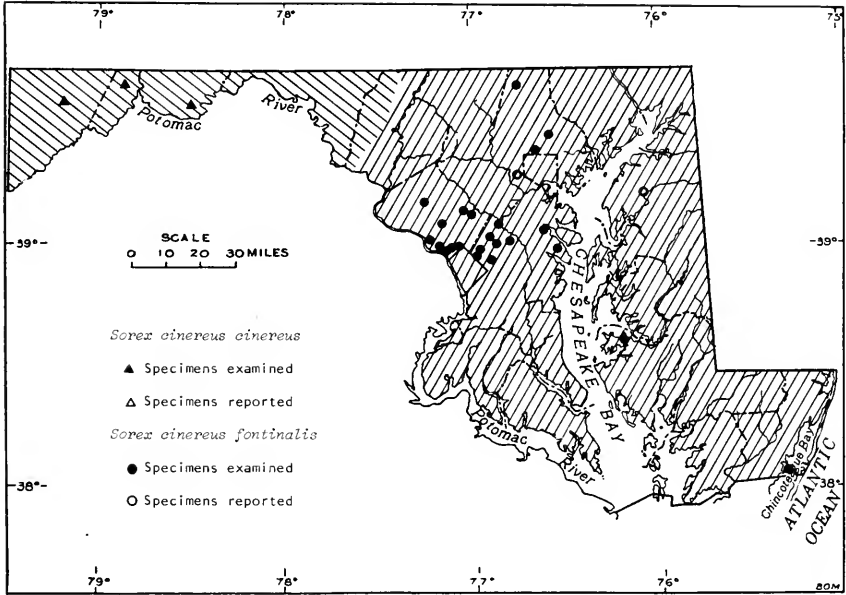 79° 78° 77° 76° 75°
Potomac River
39° 39°
SCALE
0 10 20 30 MILES
CHESAPEAKE BAY
Sorex cinereus cinereus
▲ Specimens examined
△ Specimens reported
Sorex cinereus fontinalis
● Specimens examined
○ Specimens reported
Potomac River
Chincoteague Bay
ATLANTIC OCEAN
38° 38°
79° 78° 77° 76°
BDM